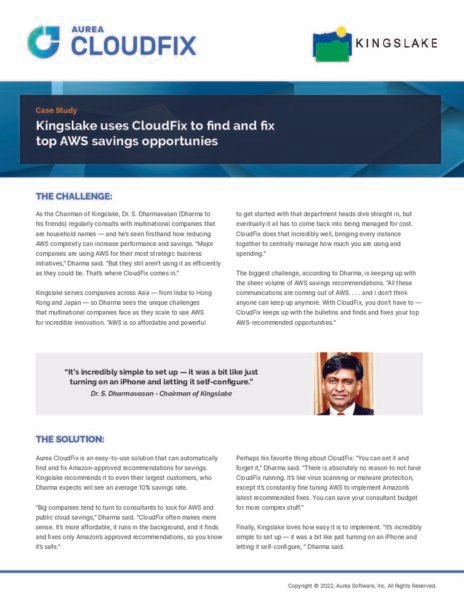 AUREA
CLOUDFIX
KINGSLAKE
Case Study
Kingslake uses CloudFix to find and fix
top AWS savings opportunies
THE CHALLENGE:
As the Chairman of Kingslake, Dr. S. Dharmavasan (Dharma to
his friends) regularly consults with multinational companies that
are household names — and he's seen firsthand how reducing
AWS complexity can increase performance and savings. "Major
companies are using AWS for their most strategic business
initiatives," Dharma said. "But they still aren't using it as efficiently
as they could be. That's where CloudFix comes in."
Kingslake serves companies across Asia — from India to Hong
Kong and Japan — so Dharma sees the unique challenges
that multinational companies face as they scale to use AWS
for incredible innovation. "AWS is so affordable and powerful
to get started with that department heads dive straight in, but
eventually it all has to come back into being managed for cost.
CloudFix does that incredibly well, bringing every instance
together to centrally manage how much you are using and
spending."
The biggest challenge, according to Dharma, is keeping up with
the sheer volume of AWS savings recommendations. "All these
communications are coming out of AWS. . . . and I don't think
anyone can keep up anymore. With CloudFix, you don't have to —
CloudFix keeps up with the bulletins and finds and fixes your top
AWS-recommended opportunities."
"It's incredibly simple to set up — it was a bit like just
turning on an iPhone and letting it self-configure."
Dr. S. Dharmavasan - Chairman of Kingslake
THE SOLUTION:
Aurea CloudFix is an easy-to-use solution that can automatically
find and fix Amazon-approved recommendations for savings.
Kingslake recommends it to even their largest customers, who
Dharma expects will see an average 10% savings rate.
"Big companies tend to turn to consultants to look for AWS and
public cloud savings," Dharma said. "CloudFix often makes more
sense. It's more affordable, it runs in the background, and it finds
and fixes only Amazon's approved recommendations, so you know
it's safe."
Perhaps his favorite thing about CloudFix: "You can set it and
forget it," Dharma said. "There is absolutely no reason to not have
CloudFix running. It's like virus scanning or malware protection,
except it's constantly fine tuning AWS to implement Amazon's
latest recommended fixes. You can save your consultant budget
for more complex stuff."
Finally, Kingslake loves how easy it is to implement. "It's incredibly
simple to set up — it was a bit like just turning on an iPhone and
letting it self-configure, " Dharma said.
Copyright © 2022. Aurea Software, Inc. All Rights Reserved.